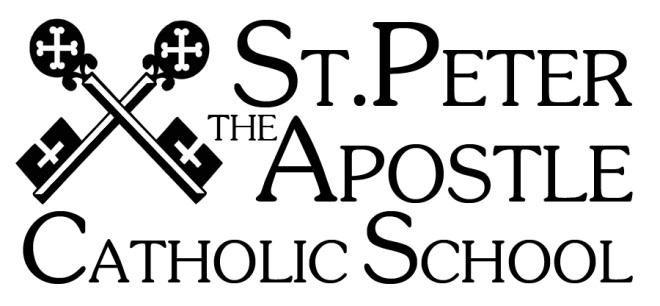 St. Peter
the
Apostle
Catholic School